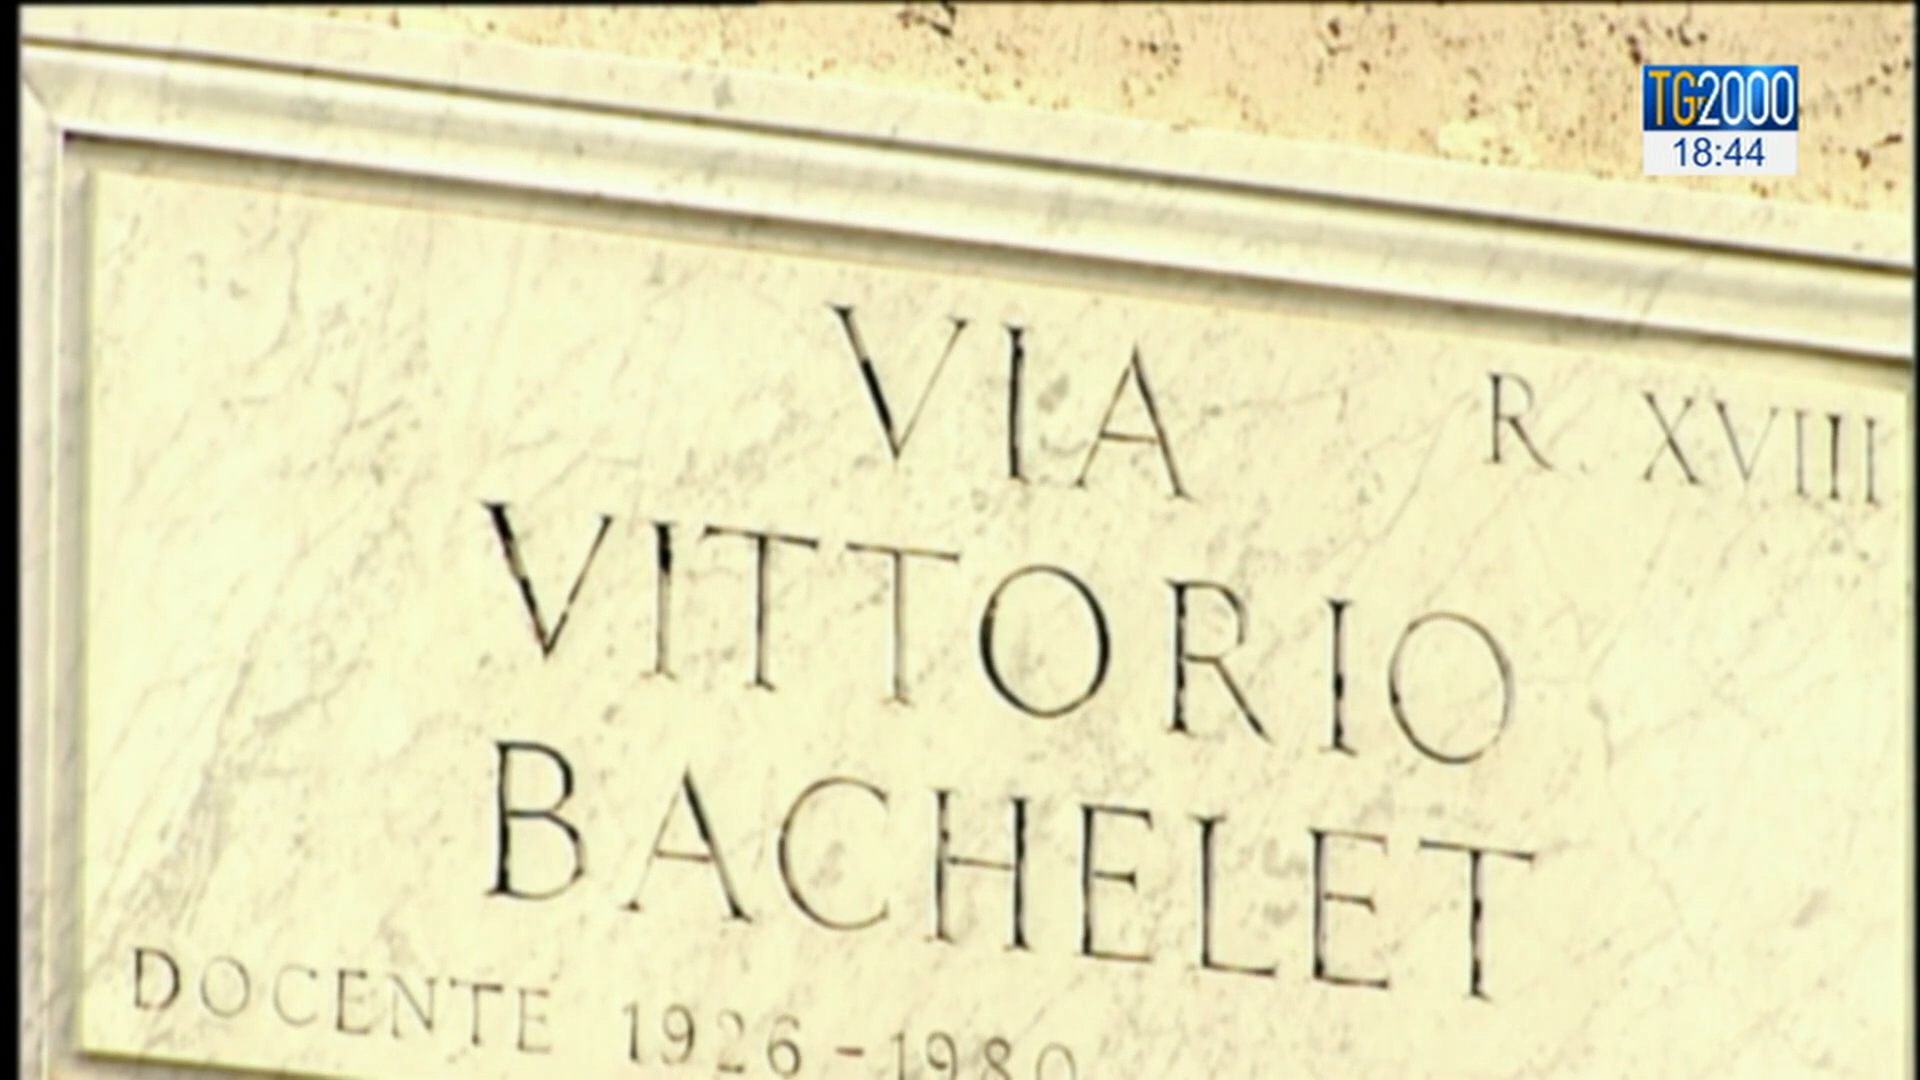 TG2000
18:44
VIA R. XVIII
VITTORIO
BACHELET
DOCENTE 1926-1980